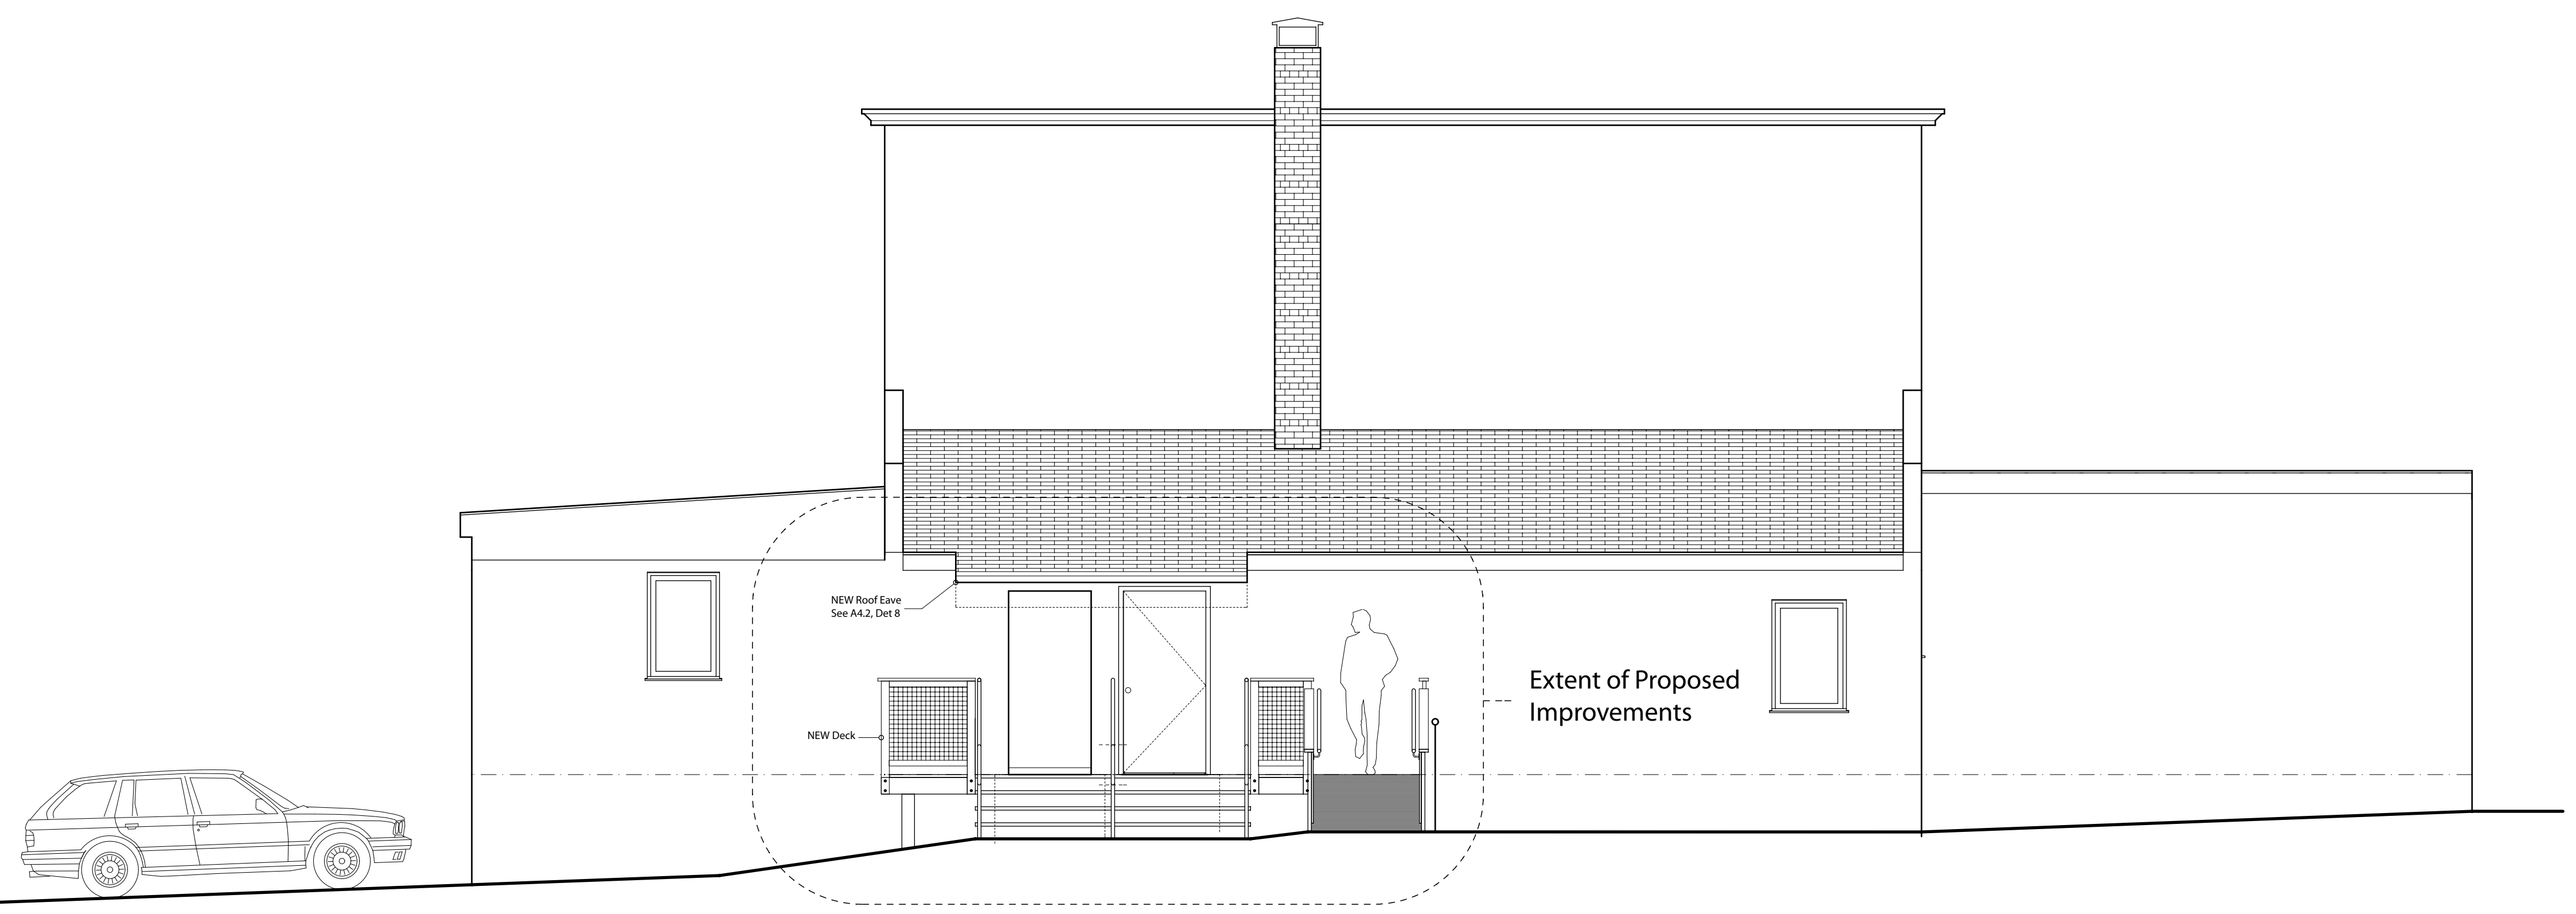 NEW Roof Eave
See A4.2, Det 8
NEW Deck
Extent of Proposed
Improvements